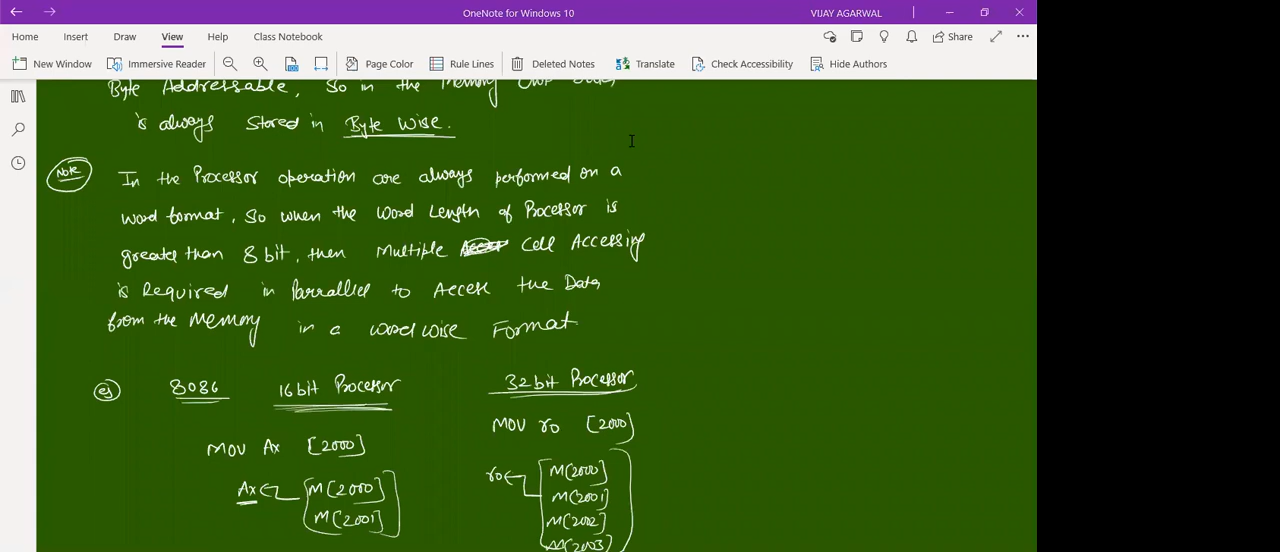 OneNote for Windows 10
VIJAY AGARWAL
Home Insert Draw View Help Class Notebook Share
New Window Immersive Reader Page Color Rule Lines Deleted Notes Translate Check Accessibility Hide Authors
Byte Addressable, So in the Memory
is always Stored in Byte Wise.
Note In the Processor operation are always performed on a
word format, So when the Word Length of Processor is
greater than 8 bit, then Multiple Cell Accessing
is Required in Parrallel to Access the Data
from the Memory in a word wise Format
eg 8086 16 bit Processor 32 bit Processor
MOV r0 [2000]
MOV Ax [2000]
r0 ← M[2000]
Ax ← M[2000] M[2001]
M[2001] M[2002]
M[2003]